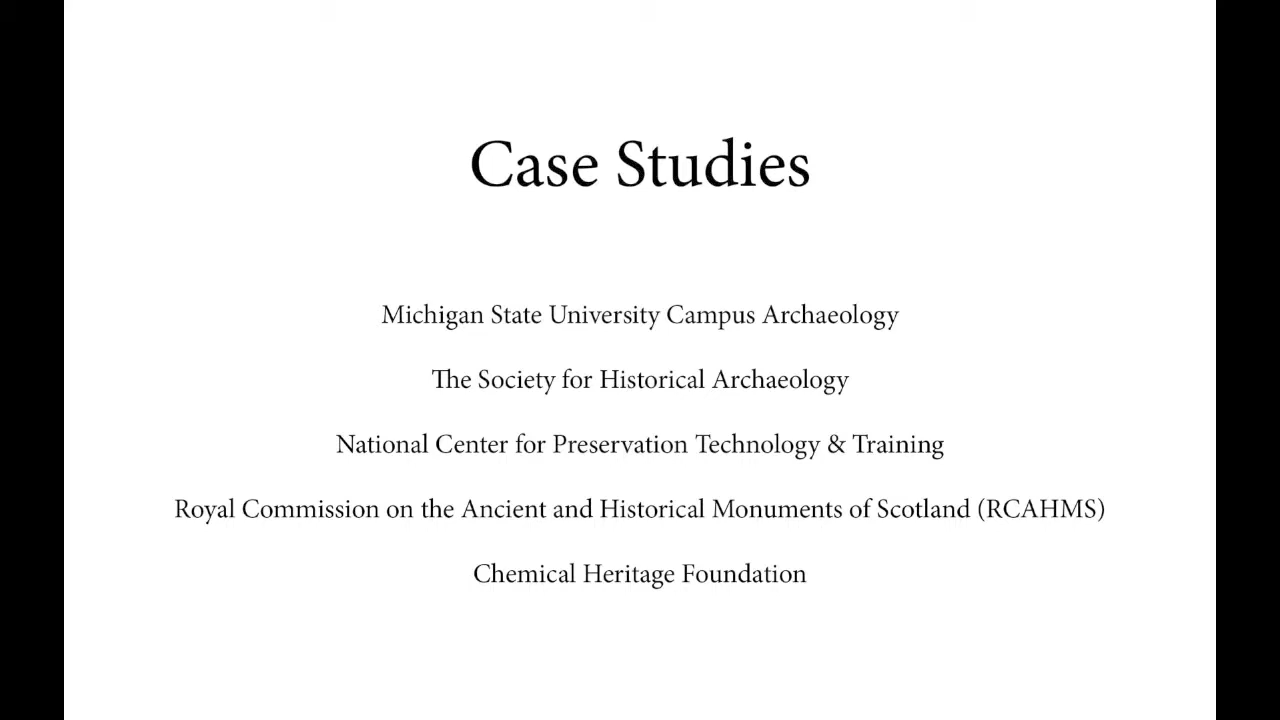 Case Studies
Michigan State University Campus Archaeology
The Society for Historical Archaeology
National Center for Preservation Technology & Training
Royal Commission on the Ancient and Historical Monuments of Scotland (RCAHMS)
Chemical Heritage Foundation